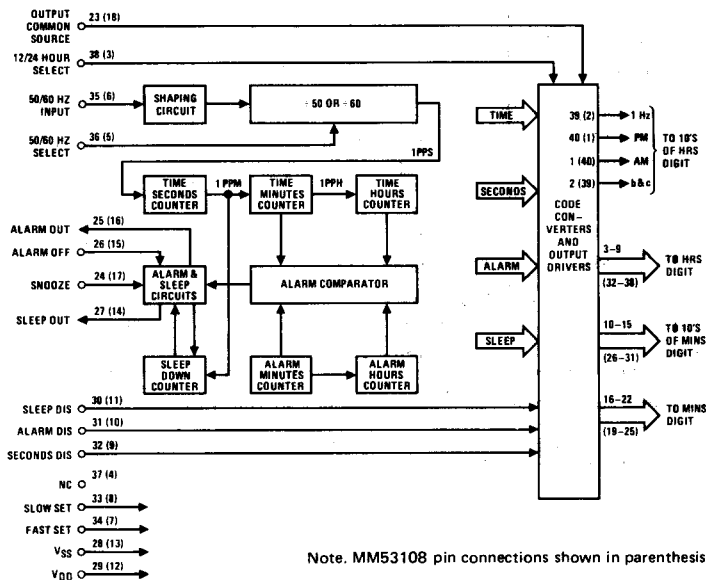 OUTPUT
COMMON
SOURCE
23 (18)
12/24 HOUR
SELECT
38 (3)
50/60 HZ
INPUT
35 (6)
SHAPING
CIRCUIT
÷50 OR ÷60
50/60 HZ
SELECT
36 (5)
1PPS
TIME
SECONDS
COUNTER
1 PPM
TIME
MINUTES
COUNTER
1PPH
TIME
HOURS
COUNTER
ALARM OUT
25 (16)
ALARM OFF
26 (15)
SNOOZE
24 (17)
SLEEP OUT
27 (14)
ALARM &
SLEEP
CIRCUITS
ALARM COMPARATOR
SLEEP
DOWN
COUNTER
ALARM
MINUTES
COUNTER
ALARM
HOURS
COUNTER
SLEEP DIS
30 (11)
ALARM DIS
31 (10)
SECONDS DIS
32 (9)
NC
37 (4)
SLOW SET
33 (8)
FAST SET
34 (7)
VSS
28 (13)
VDD
29 (12)
TIME
SECONDS
ALARM
SLEEP
CODE
CON-
VERTERS
AND
OUTPUT
DRIVERS
39 (2)
1 Hz
40 (1)
PM
1 (40)
AM
2 (39)
b&c
TO 10'S
OF HRS
DIGIT
3-9
(32-38)
TO HRS
DIGIT
10-15
(26-31)
TO 10'S
OF MINS
DIGIT
16-22
(19-25)
TO MINS
DIGIT
Note. MM53108 pin connections shown in parenthesis